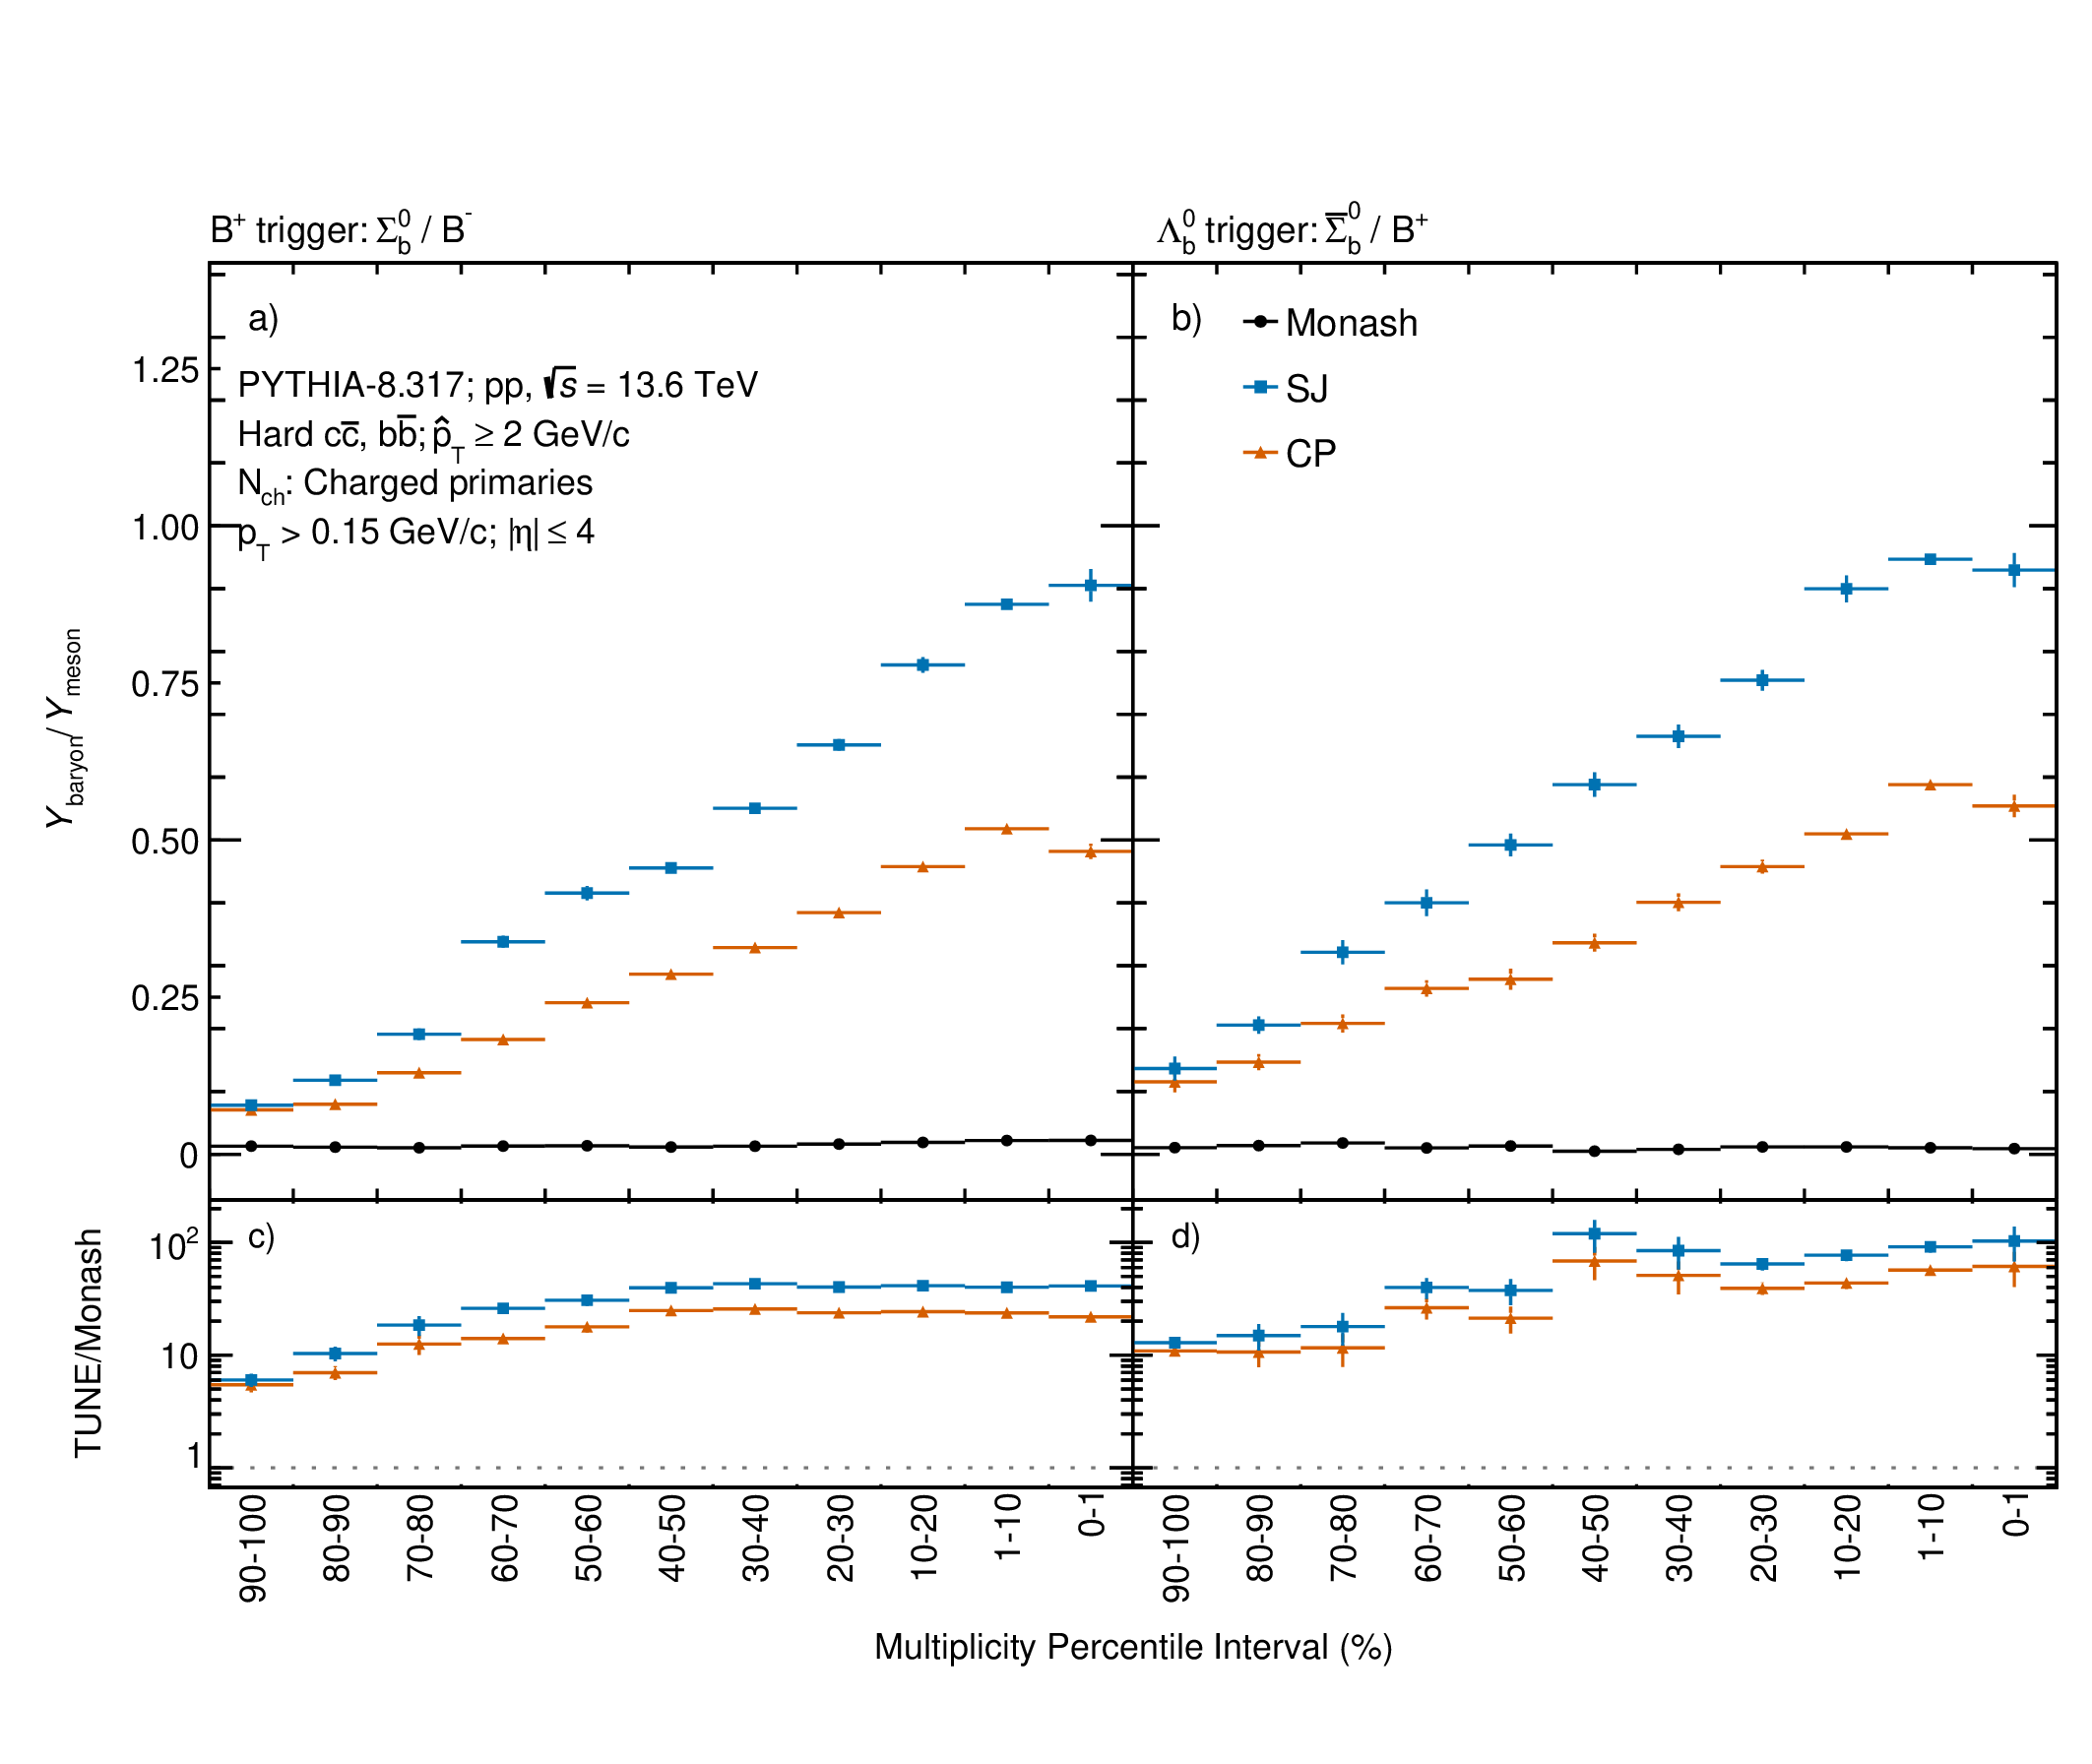 B⁺ trigger: Σ_b⁰ / B⁻
Λ_b⁰ trigger: Σ̅_b⁰ / B⁺
a)
PYTHIA-8.317; pp, √s = 13.6 TeV
Hard cc̅, bb̅; p̂_T ≥ 2 GeV/c
N_ch: Charged primaries
p_T > 0.15 GeV/c; |η| ≤ 4
b)
Monash
SJ
CP
Y_baryon / Y_meson
1.25
1.00
0.75
0.50
0.25
0
TUNE/Monash
c)
d)
10²
10
1
90-100 80-90 70-80 60-70 50-60 40-50 30-40 20-30 10-20 1-10 0-1
90-100 80-90 70-80 60-70 50-60 40-50 30-40 20-30 10-20 1-10 0-1
Multiplicity Percentile Interval (%)